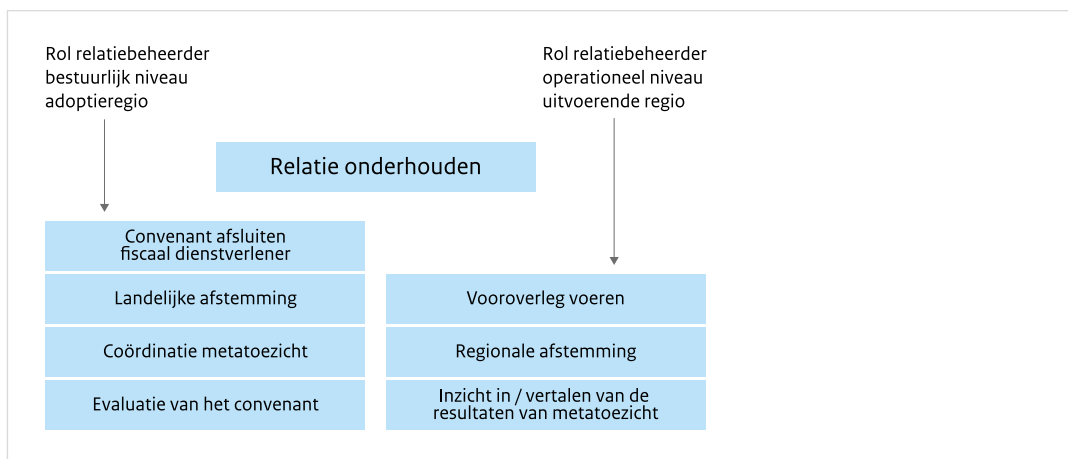 Rol relatiebeheerder
bestuurlijk niveau
adoptieregio
Rol relatiebeheerder
operationeel niveau
uitvoerende regio
Relatie onderhouden
Convenant afsluiten
fiscaal dienstverlener
Landelijke afstemming
Coördinatie metatoezicht
Evaluatie van het convenant
Vooroverleg voeren
Regionale afstemming
Inzicht in / vertalen van de
resultaten van metatoezicht